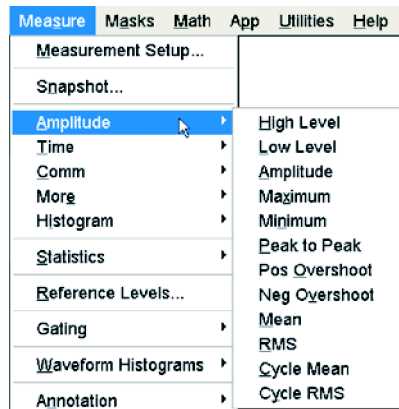 Measure Masks Math App Utilities Help
Measurement Setup...
Snapshot...
Amplitude
Time
Comm
More
Histogram
Statistics
Reference Levels...
Gating
Waveform Histograms
Annotation
High Level
Low Level
Amplitude
Maximum
Minimum
Peak to Peak
Pos Overshoot
Neg Overshoot
Mean
RMS
Cycle Mean
Cycle RMS